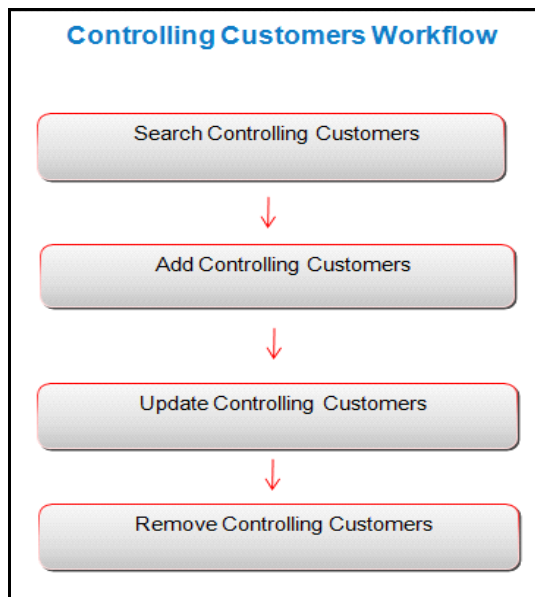 Controlling Customers Workflow
Search Controlling Customers
Add Controlling Customers
Update Controlling Customers
Remove Controlling Customers